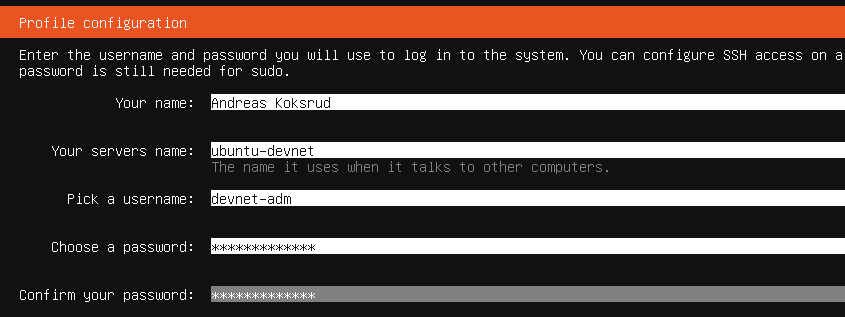 Profile configuration
Enter the username and password you will use to log in to the system. You can configure SSH access on a
password is still needed for sudo.
Your name: Andreas Koksrud
Your servers name: ubuntu-devnet
The name it uses when it talks to other computers.
Pick a username: devnet-adm
Choose a password: *************
Confirm your password: *************